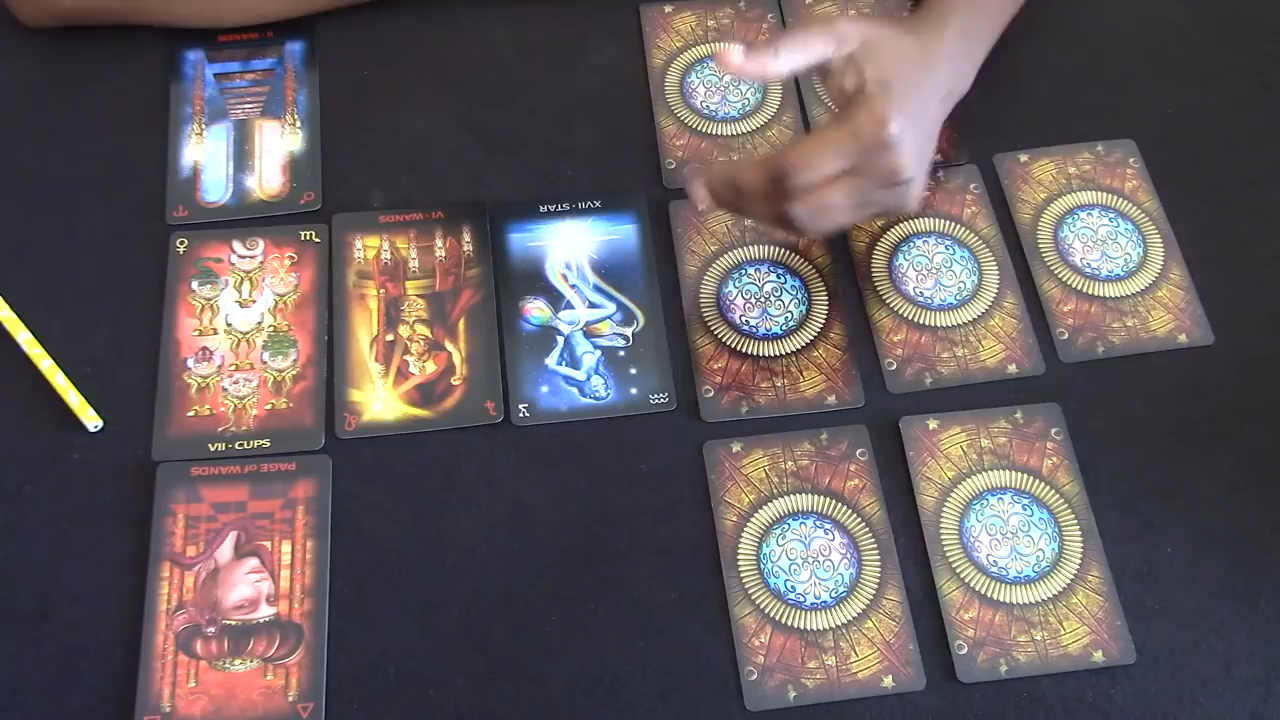 II · WANDS
VI · WANDS
XVII · STAR
VII · CUPS
PAGE of WANDS